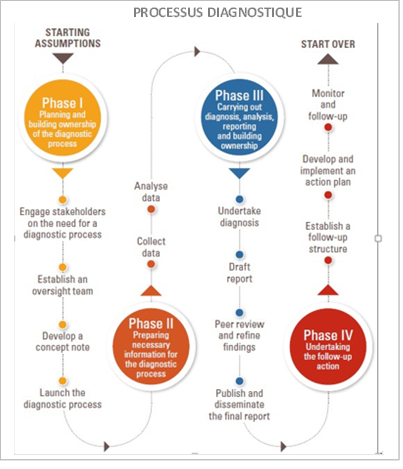 PROCESSUS DIAGNOSTIQUE
STARTING
ASSUMPTIONS
Phase I
Planning and
building ownership
of the diagnostic
process
Engage stakeholders
on the need for a
diagnostic process
Establish an
oversight team
Develop a
concept note
Launch the
diagnostic process
Phase II
Preparing
necessary
information for
the diagnostic
process
Collect
data
Analyse
data
Phase III
Carrying out
diagnosis, analysis,
reporting
and building
ownership
Undertake
diagnosis
Draft
report
Peer review
and refine
findings
Publish and
disseminate
the final report
Phase IV
Undertaking
the follow-up
action
Establish a
follow-up
structure
Develop and
implement an
action plan
Monitor
and
follow-up
START OVER